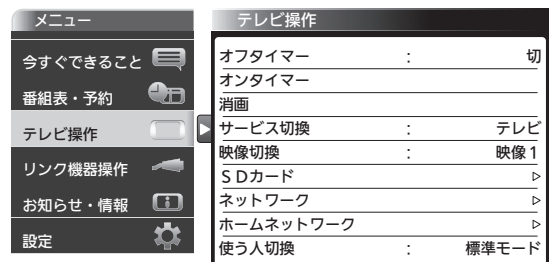 メニュー
今すぐできること
番組表・予約
テレビ操作
リンク機器操作
お知らせ・情報
設定
テレビ操作
オフタイマー : 切
オンタイマー
消画
サービス切換 : テレビ
映像切換 : 映像1
SDカード
ネットワーク
ホームネットワーク
使う人切換 : 標準モード